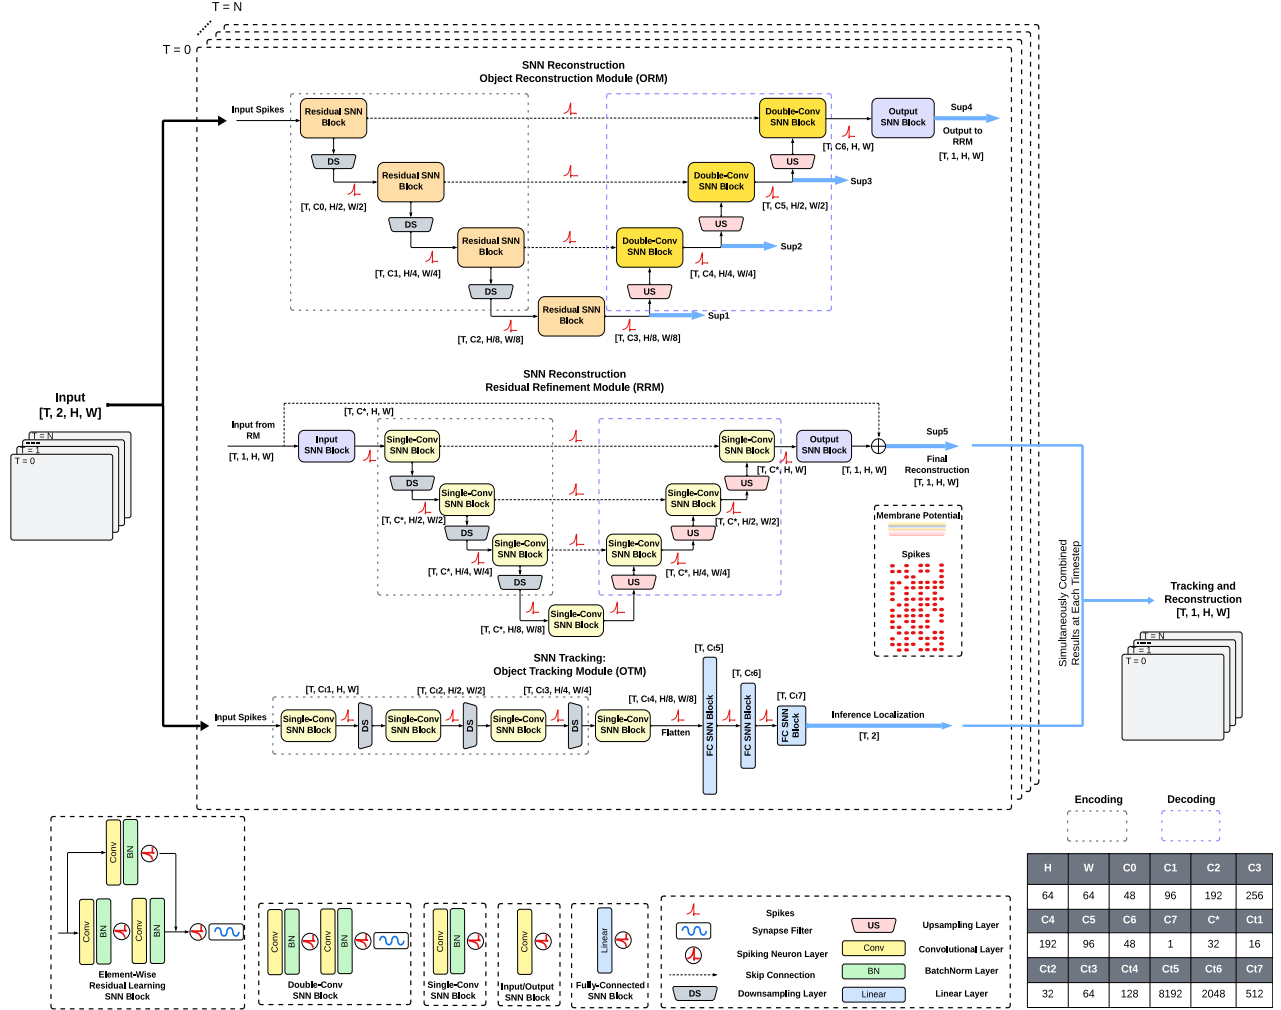 T = N
T = 0
SNN Reconstruction
Object Reconstruction Module (ORM)
Input Spikes
Residual SNN
Block
Double-Conv
SNN Block
Output
SNN Block
Sup4
Output to
RRM
[T, 1, H, W]
[T, C6, H, W]
DS
US
Residual SNN
Block
Double-Conv
SNN Block
Sup3
[T, C0, H/2, W/2]
[T, C5, H/2, W/2]
DS
US
Residual SNN
Block
Double-Conv
SNN Block
Sup2
[T, C1, H/4, W/4]
[T, C4, H/4, W/4]
DS
US
Residual SNN
Block
Sup1
[T, C2, H/8, W/8]
[T, C3, H/8, W/8]
Input
[T, 2, H, W]
T = N
T = 1
T = 0
SNN Reconstruction
Residual Refinement Module (RRM)
[T, C*, H, W]
Input from
RM
[T, 1, H, W]
Input
SNN Block
Single-Conv
SNN Block
Single-Conv
SNN Block
Output
SNN Block
Sup5
Final
Reconstruction
[T, 1, H, W]
[T, C*, H, W]
[T, 1, H, W]
DS
US
Single-Conv
SNN Block
Single-Conv
SNN Block
[T, C*, H/2, W/2]
[T, C*, H/2, W/2]
DS
US
Single-Conv
SNN Block
Single-Conv
SNN Block
[T, C*, H/4, W/4]
[T, C*, H/4, W/4]
DS
US
Single-Conv
SNN Block
[T, C*, H/8, W/8]
Membrane Potential
Spikes
Simultaneously Combined
Results at Each Timestep
Tracking and
Reconstruction
[T, 1, H, W]
T = N
T = 1
T = 0
SNN Tracking:
Object Tracking Module (OTM)
Input Spikes
[T, Ct1, H, W]
[T, Ct2, H/2, W/2]
[T, Ct3, H/4, W/4]
[T, Ct4, H/8, W/8]
[T, Ct5]
[T, Ct6]
[T, Ct7]
Single-Conv
SNN Block
DS
Single-Conv
SNN Block
DS
Single-Conv
SNN Block
DS
Single-Conv
SNN Block
Flatten
FC SNN Block
FC SNN Block
FC SNN
Block
Inference Localization
[T, 2]
Conv
BN
Conv
BN
Conv
BN
Element-Wise
Residual Learning
SNN Block
Conv
BN
Conv
BN
Double-Conv
SNN Block
Conv
BN
Single-Conv
SNN Block
Conv
Input/Output
SNN Block
Linear
Fully-Connected
SNN Block
Spikes
Synapse Filter
Spiking Neuron Layer
Skip Connection
DS
Downsampling Layer
US
Upsampling Layer
Conv
Convolutional Layer
BN
BatchNorm Layer
Linear
Linear Layer
Encoding
Decoding
H W C0 C1 C2 C3
64 64 48 96 192 256
C4 C5 C6 C7 C* Ct1
192 96 48 1 32 16
Ct2 Ct3 Ct4 Ct5 Ct6 Ct7
32 64 128 8192 2048 512